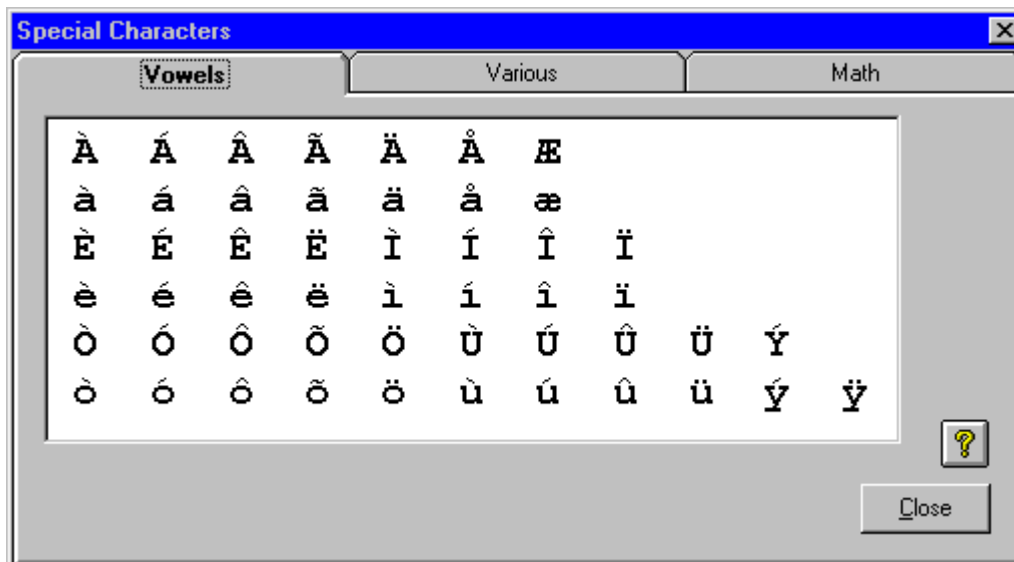 Special Characters
Vowels Various Math
À Á Â Ã Ä Å Æ
à á â ã ä å æ
È É Ê Ë Ì Í Î Ï
è é ê ë ì í î ï
Ò Ó Ô Õ Ö Ù Ú Û Ü Ý
ò ó ô õ ö ù ú û ü ý ÿ
?
Close